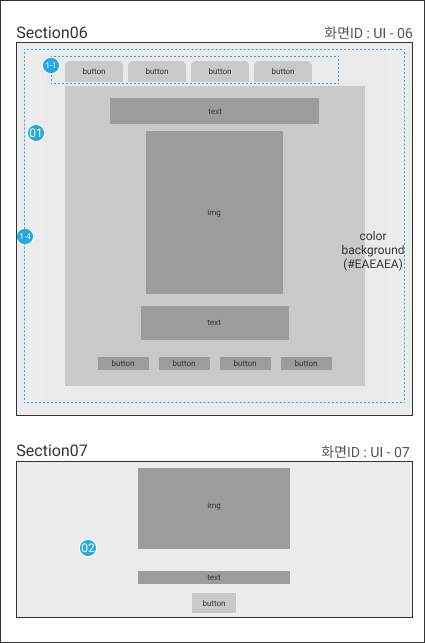 Section06
화면ID : UI - 06
1-1
button
button
button
button
text
01
img
1-4
color
background
(#EAEAEA)
text
button
button
button
button
Section07
화면ID : UI - 07
img
02
text
button